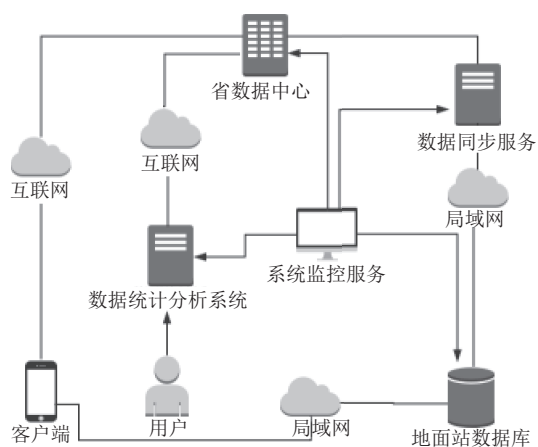 省数据中心
数据同步服务
互联网
互联网
局域网
系统监控服务
数据统计分析系统
客户端
用户
局域网
地面站数据库